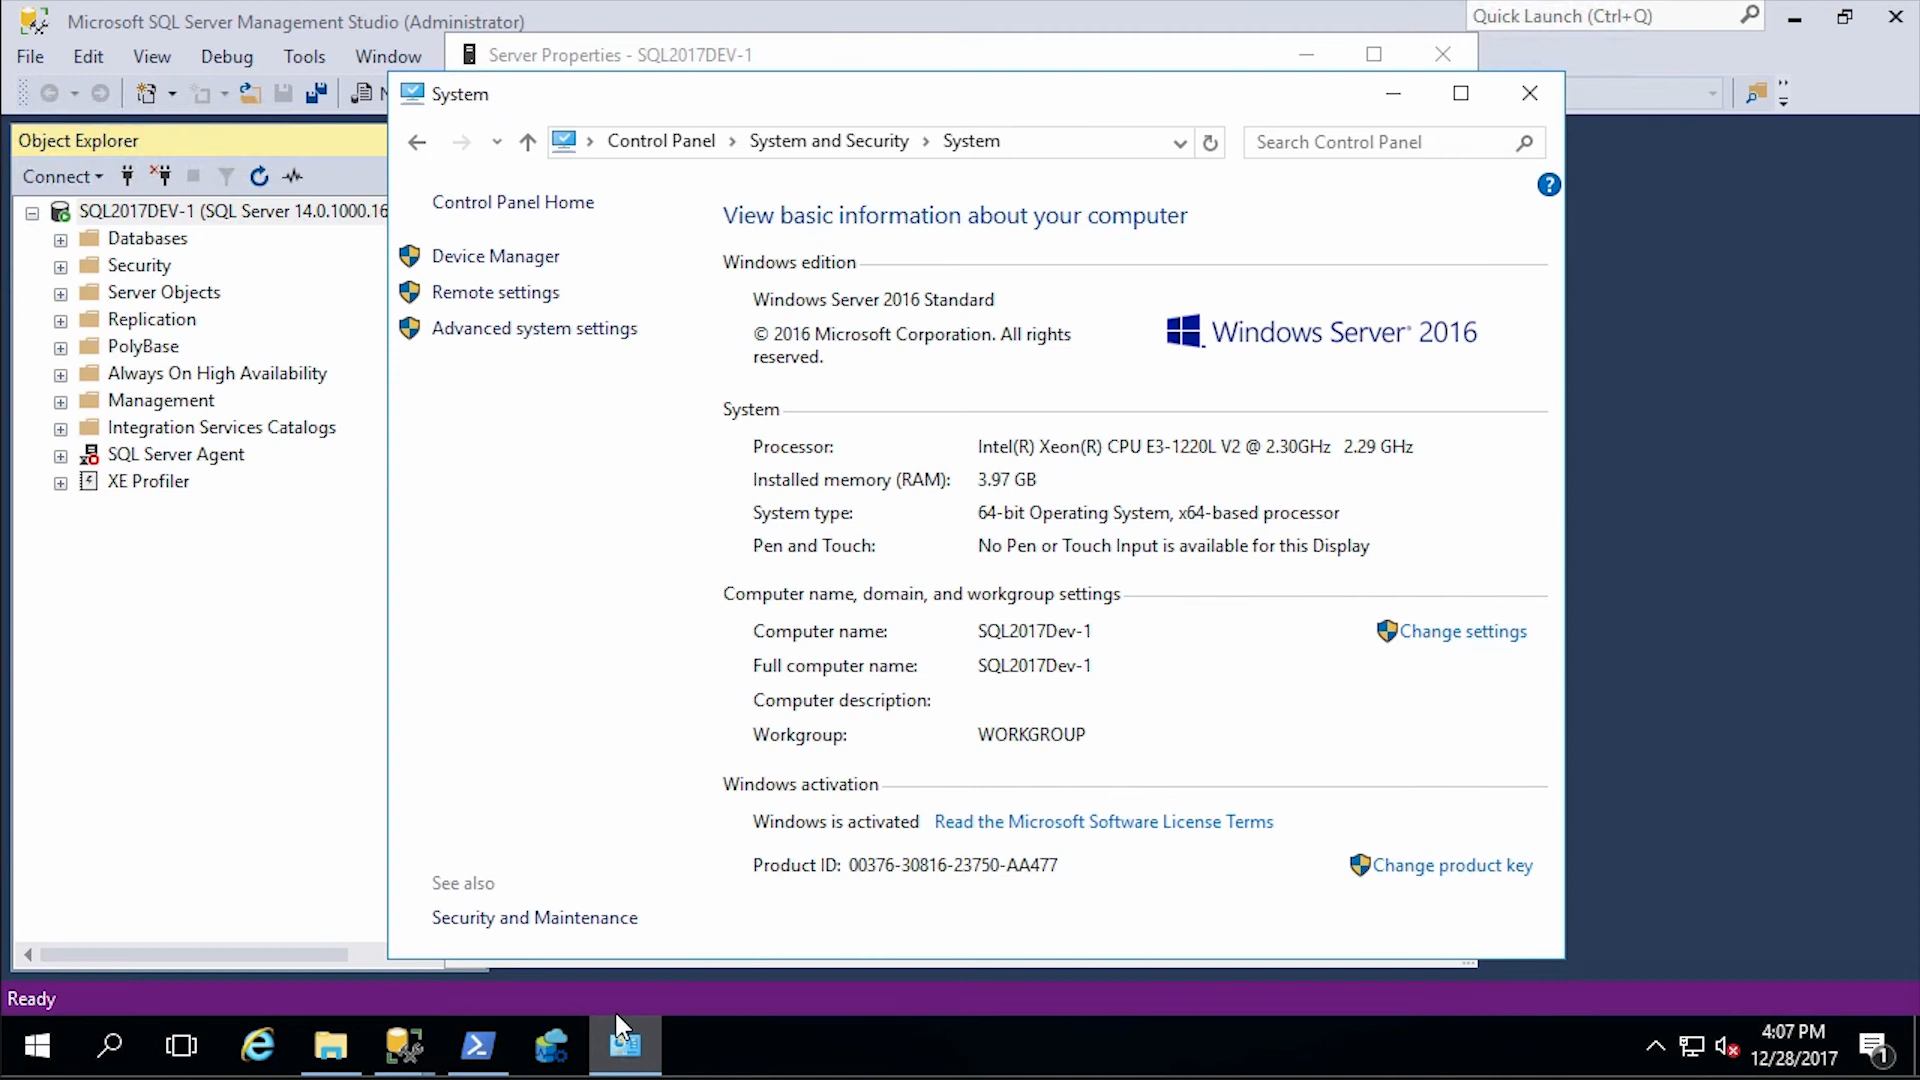 Microsoft SQL Server Management Studio (Administrator)
Quick Launch (Ctrl+Q)
File Edit View Debug Tools Window
Server Properties - SQL2017DEV-1
System
Control Panel System and Security System
Search Control Panel
Object Explorer
Connect
SQL2017DEV-1 (SQL Server 14.0.1000.16
Databases
Security
Server Objects
Replication
PolyBase
Always On High Availability
Management
Integration Services Catalogs
SQL Server Agent
XE Profiler
Control Panel Home
Device Manager
Remote settings
Advanced system settings
See also
Security and Maintenance
View basic information about your computer
Windows edition
Windows Server 2016 Standard
© 2016 Microsoft Corporation. All rights
reserved.
Windows Server® 2016
System
Processor: Intel(R) Xeon(R) CPU E3-1220L V2 @ 2.30GHz 2.29 GHz
Installed memory (RAM): 3.97 GB
System type: 64-bit Operating System, x64-based processor
Pen and Touch: No Pen or Touch Input is available for this Display
Computer name, domain, and workgroup settings
Computer name: SQL2017Dev-1
Change settings
Full computer name: SQL2017Dev-1
Computer description:
Workgroup: WORKGROUP
Windows activation
Windows is activated Read the Microsoft Software License Terms
Product ID: 00376-30816-23750-AA477
Change product key
Ready
4:07 PM
12/28/2017
1